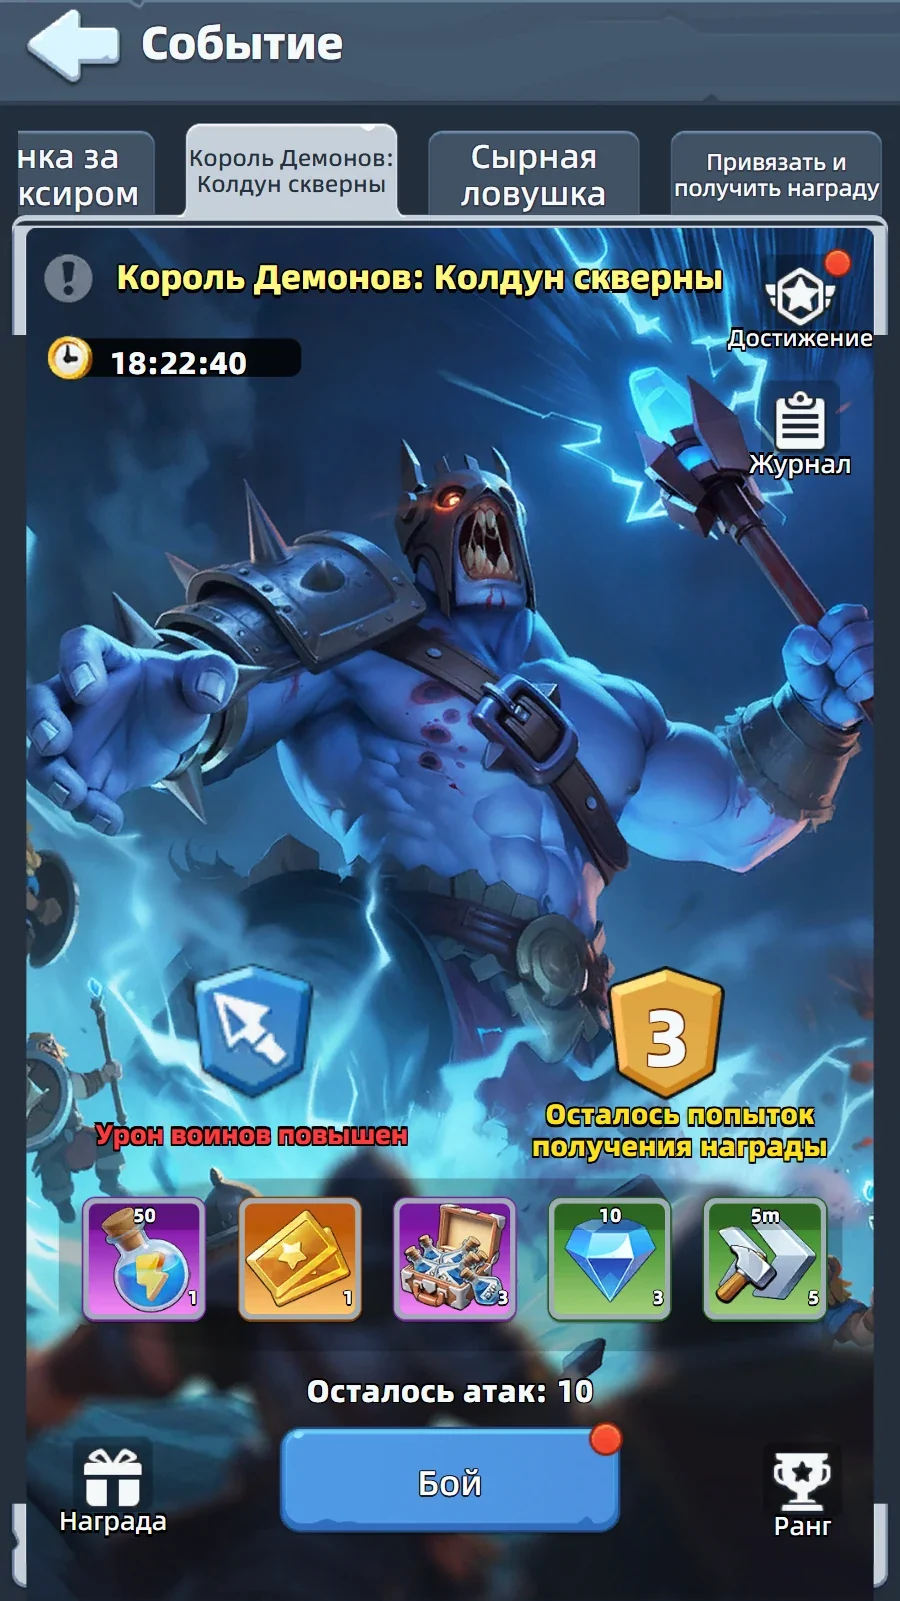 Событие
нка за
ксиром
Король Демонов:
Колдун скверны
Сырная
ловушка
Привязать и
получить награду
Король Демонов: Колдун скверны
Достижение
18:22:40
Журнал
3
Урон воинов повышен
Осталось попыток
получения награды
50
1
1
3
10
3
5m
5
Осталось атак: 10
Бой
Награда
Ранг